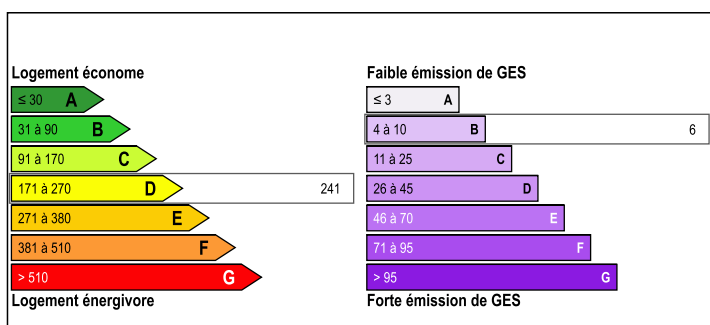 Logement économe
≤ 30 A
31 à 90 B
91 à 170 C
171 à 270 D 241
271 à 380 E
381 à 510 F
> 510 G
Logement énergivore
Faible émission de GES
≤ 3 A
4 à 10 B 6
11 à 25 C
26 à 45 D
46 à 70 E
71 à 95 F
> 95 G
Forte émission de GES